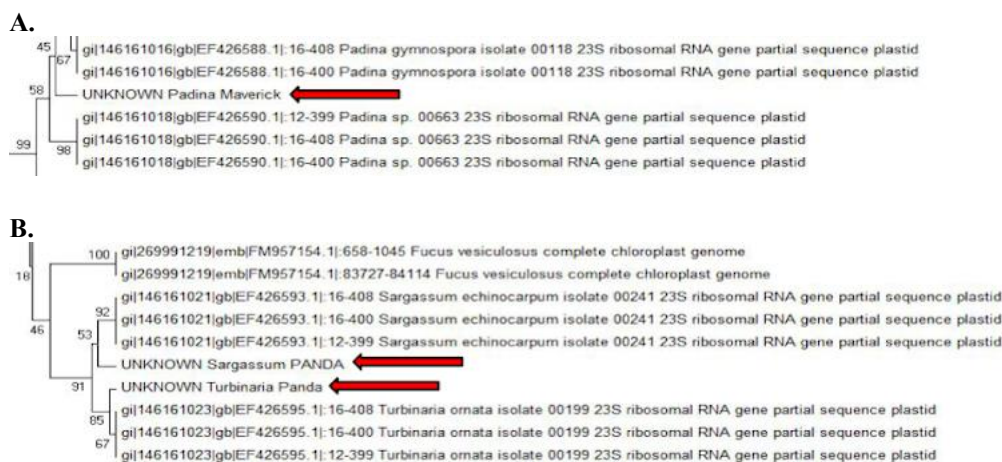 A.
45
67
gi|146161016|gb|EF426588.1|:16-408 Padina gymnospora isolate 00118 23S ribosomal RNA gene partial sequence plastid
gi|146161016|gb|EF426588.1|:16-400 Padina gymnospora isolate 00118 23S ribosomal RNA gene partial sequence plastid
58
UNKNOWN Padina Maverick
gi|146161018|gb|EF426590.1|:12-399 Padina sp. 00663 23S ribosomal RNA gene partial sequence plastid
99
98
gi|146161018|gb|EF426590.1|:16-408 Padina sp. 00663 23S ribosomal RNA gene partial sequence plastid
gi|146161018|gb|EF426590.1|:16-400 Padina sp. 00663 23S ribosomal RNA gene partial sequence plastid
B.
18
100
gi|269991219|emb|FM957154.1|:658-1045 Fucus vesiculosus complete chloroplast genome
gi|269991219|emb|FM957154.1|:83727-84114 Fucus vesiculosus complete chloroplast genome
46
92
gi|146161021|gb|EF426593.1|:16-408 Sargassum echinocarpum isolate 00241 23S ribosomal RNA gene partial sequence plastid
gi|146161021|gb|EF426593.1|:16-400 Sargassum echinocarpum isolate 00241 23S ribosomal RNA gene partial sequence plastid
53
gi|146161021|gb|EF426593.1|:12-399 Sargassum echinocarpum isolate 00241 23S ribosomal RNA gene partial sequence plastid
UNKNOWN Sargassum PANDA
91
UNKNOWN Turbinaria Panda
85
gi|146161023|gb|EF426595.1|:16-408 Turbinaria ornata isolate 00199 23S ribosomal RNA gene partial sequence plastid
67
gi|146161023|gb|EF426595.1|:16-400 Turbinaria ornata isolate 00199 23S ribosomal RNA gene partial sequence plastid
gi|146161023|gb|EF426595.1|:12-399 Turbinaria ornata isolate 00199 23S ribosomal RNA gene partial sequence plastid